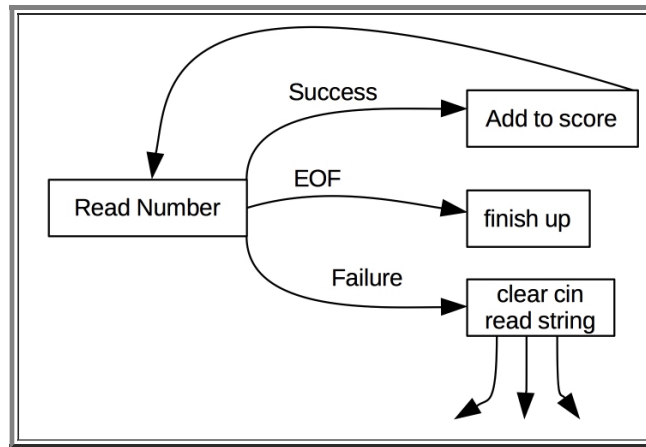 Success
Add to score
EOF
Read Number
finish up
Failure
clear cin
read string